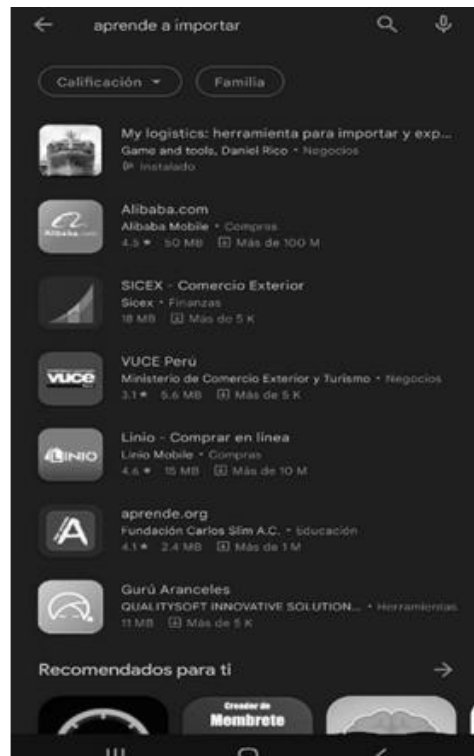 aprende a importar
Calificación
Familia
My logistics: herramienta para importar y exp...
Game and tools, Daniel Rico • Negocios
Instalado
Alibaba.com
Alibaba.com
Alibaba Mobile • Compras
4.5 ★ 50 MB Más de 100 M
SICEX - Comercio Exterior
Sicex • Finanzas
18 MB Más de 5 K
vuce
VUCE Perú
Ministerio de Comercio Exterior y Turismo • Negocios
3.1 ★ 5.6 MB Más de 5 K
LINIO
Linio - Comprar en línea
Linio Mobile • Compras
4.6 ★ 15 MB Más de 10 M
A
aprende.org
Fundación Carlos Slim A.C. • Educación
4.1 ★ 2.4 MB Más de 1 M
Gurú Aranceles
QUALITYSOFT INNOVATIVE SOLUTION... • Herramientas
11 MB Más de 5 K
Recomendados para ti
Creador de
Membrete